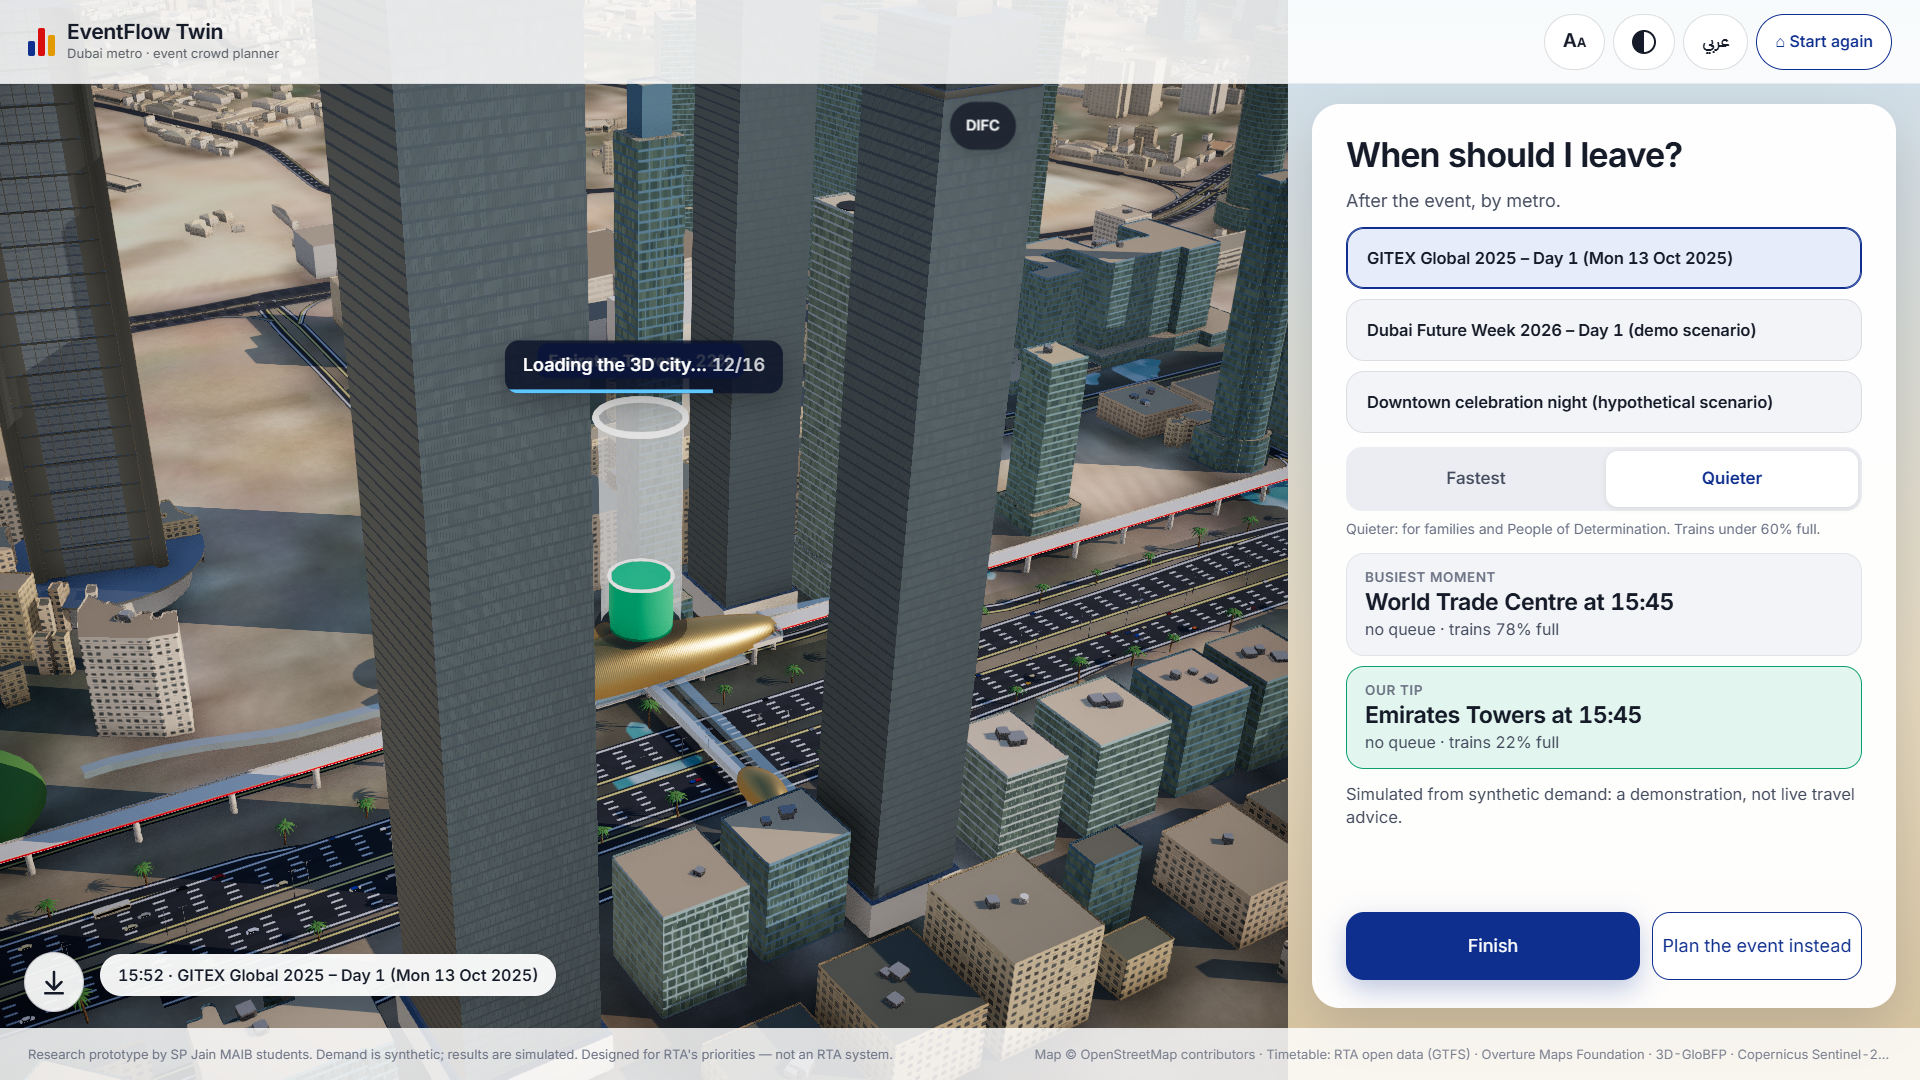 EventFlow Twin
Dubai metro · event crowd planner
AA
عربي
⌂ Start again
DIFC
Loading the 3D city... 12/16
15:52 · GITEX Global 2025 – Day 1 (Mon 13 Oct 2025)
When should I leave?
After the event, by metro.
GITEX Global 2025 – Day 1 (Mon 13 Oct 2025)
Dubai Future Week 2026 – Day 1 (demo scenario)
Downtown celebration night (hypothetical scenario)
Fastest
Quieter
Quieter: for families and People of Determination. Trains under 60% full.
BUSIEST MOMENT
World Trade Centre at 15:45
no queue · trains 78% full
OUR TIP
Emirates Towers at 15:45
no queue · trains 22% full
Simulated from synthetic demand: a demonstration, not live travel
advice.
Finish
Plan the event instead
Research prototype by SP Jain MAIB students. Demand is synthetic; results are simulated. Designed for RTA's priorities — not an RTA system.
Map © OpenStreetMap contributors · Timetable: RTA open data (GTFS) · Overture Maps Foundation · 3D-GloBFP · Copernicus Sentinel-2...